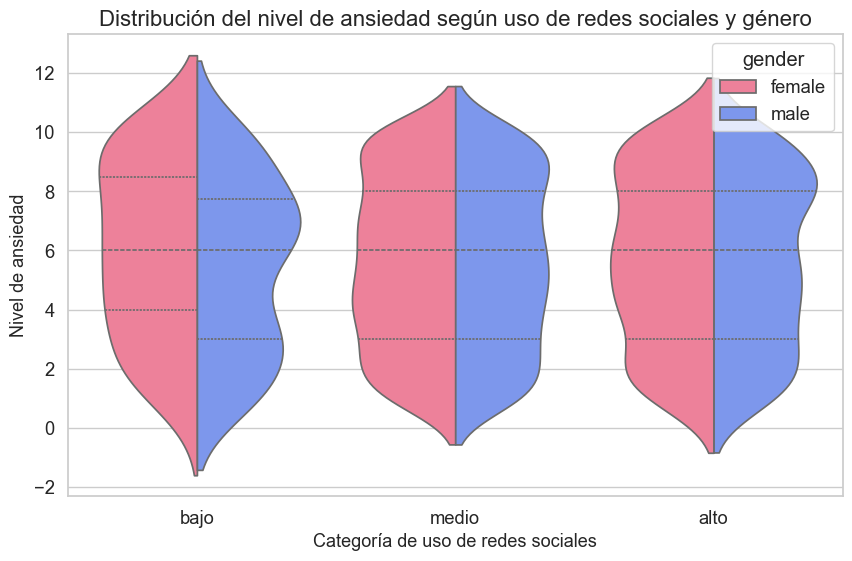 Distribución del nivel de ansiedad según uso de redes sociales y género
gender
female
male
Nivel de ansiedad
12
10
8
6
4
2
0
−2
bajo
medio
alto
Categoría de uso de redes sociales